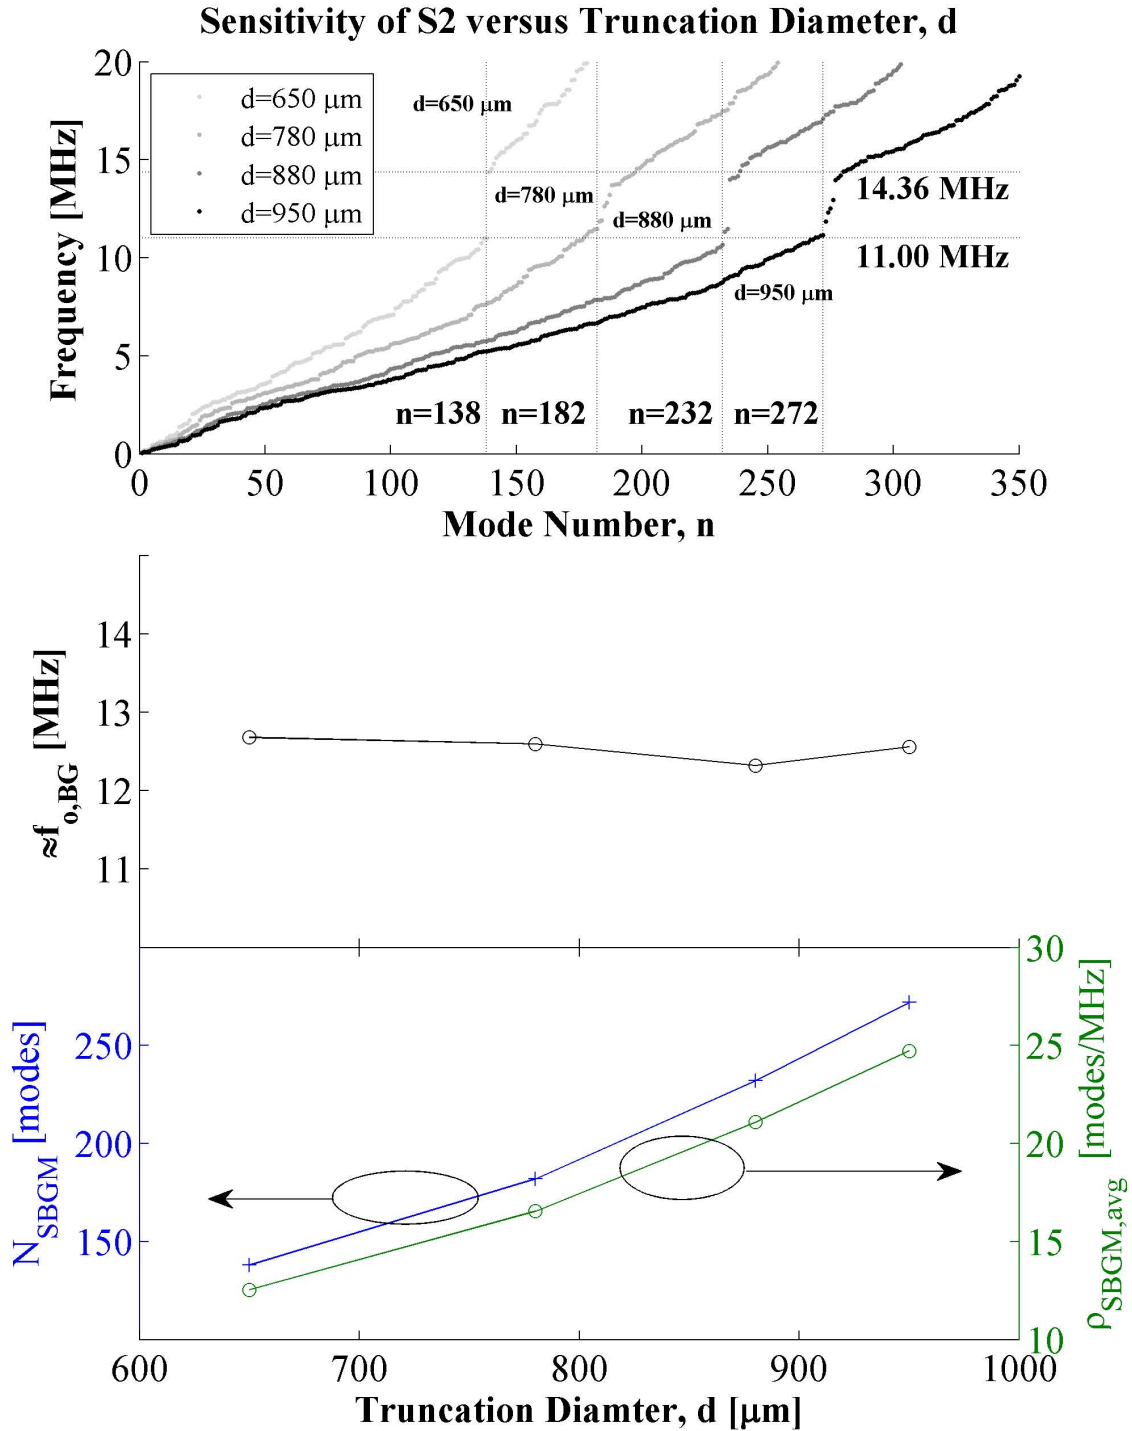 Sensitivity of S2 versus Truncation Diameter, d
Frequency [MHz]
20
15
10
5
0
d=650 μm
d=780 μm
d=880 μm
d=950 μm
d=650 μm
d=780 μm
d=880 μm
d=950 μm
14.36 MHz
11.00 MHz
n=138
n=182
n=232
n=272
0 50 100 150 200 250 300 350
Mode Number, n
≈f_o,BG [MHz]
14
13
12
11
N_SBGM [modes]
250
200
150
30
25
20
15
10
ρ_SBGM,avg [modes/MHz]
600 700 800 900 1000
Truncation Diamter, d [μm]